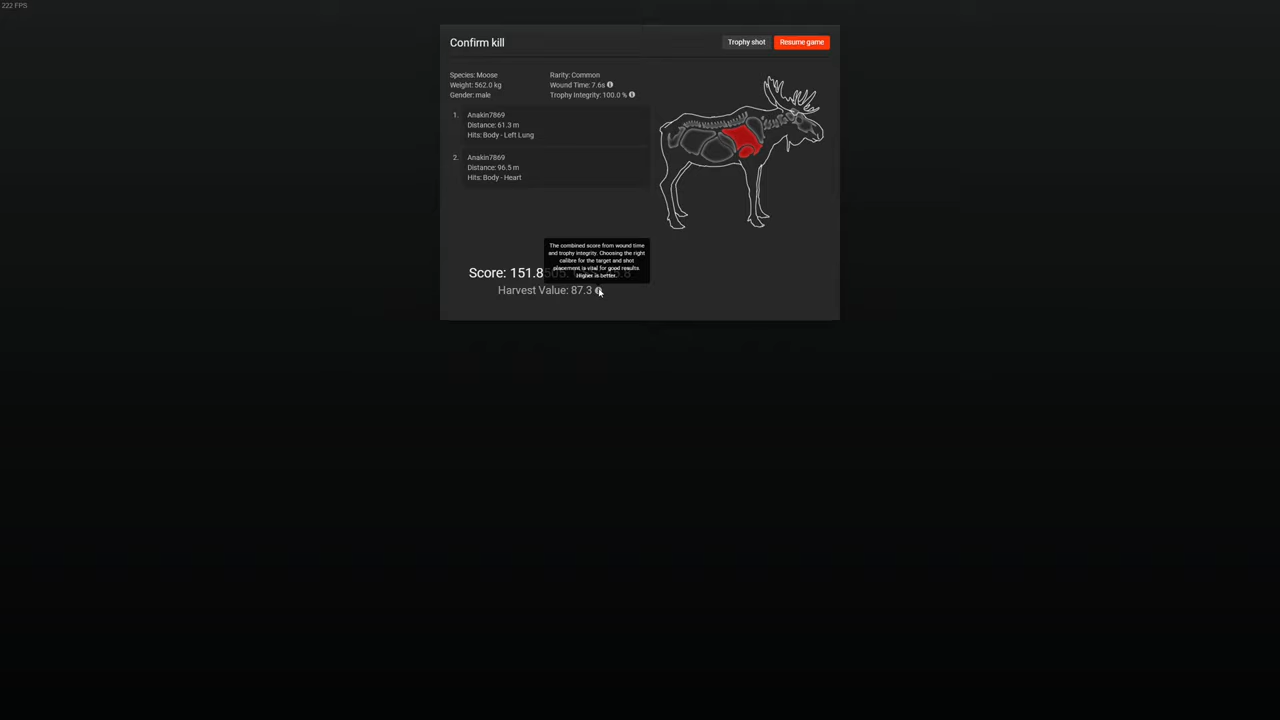 222 FPS
Confirm kill
Trophy shot
Resume game
Species: Moose
Rarity: Common
Weight: 562.0 kg
Wound Time: 7.6s
Gender: male
Trophy Integrity: 100.0 %
1. Anakin7869
Distance: 61.3 m
Hits: Body - Left Lung
2. Anakin7869
Distance: 96.5 m
Hits: Body - Heart
The combined score from wound time
and trophy integrity. Choosing the right
calibre for the target and shot
placement is vital for good results.
Higher is better.
Score: 151.8
Harvest Value: 87.3